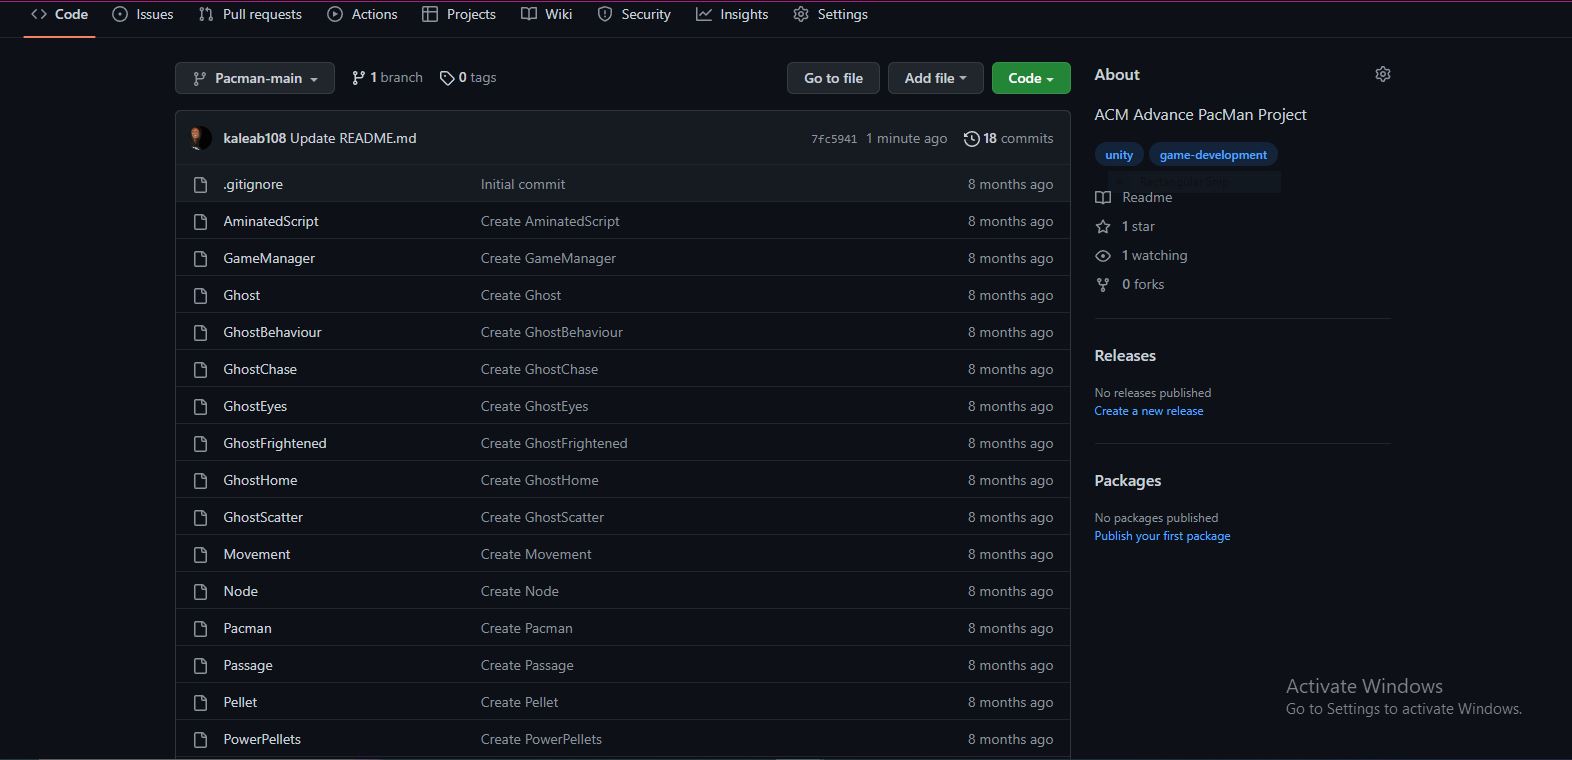 Code Issues Pull requests Actions Projects Wiki Security Insights Settings
Pacman-main 1 branch 0 tags Go to file Add file Code
kaleab108 Update README.md 7fc5941 1 minute ago 18 commits
.gitignore Initial commit 8 months ago
AminatedScript Create AminatedScript 8 months ago
GameManager Create GameManager 8 months ago
Ghost Create Ghost 8 months ago
GhostBehaviour Create GhostBehaviour 8 months ago
GhostChase Create GhostChase 8 months ago
GhostEyes Create GhostEyes 8 months ago
GhostFrightened Create GhostFrightened 8 months ago
GhostHome Create GhostHome 8 months ago
GhostScatter Create GhostScatter 8 months ago
Movement Create Movement 8 months ago
Node Create Node 8 months ago
Pacman Create Pacman 8 months ago
Passage Create Passage 8 months ago
Pellet Create Pellet 8 months ago
PowerPellets Create PowerPellets 8 months ago
About
ACM Advance PacMan Project
unity game-development
Rectangular Snip
Readme
1 star
1 watching
0 forks
Releases
No releases published
Create a new release
Packages
No packages published
Publish your first package
Activate Windows
Go to Settings to activate Windows.